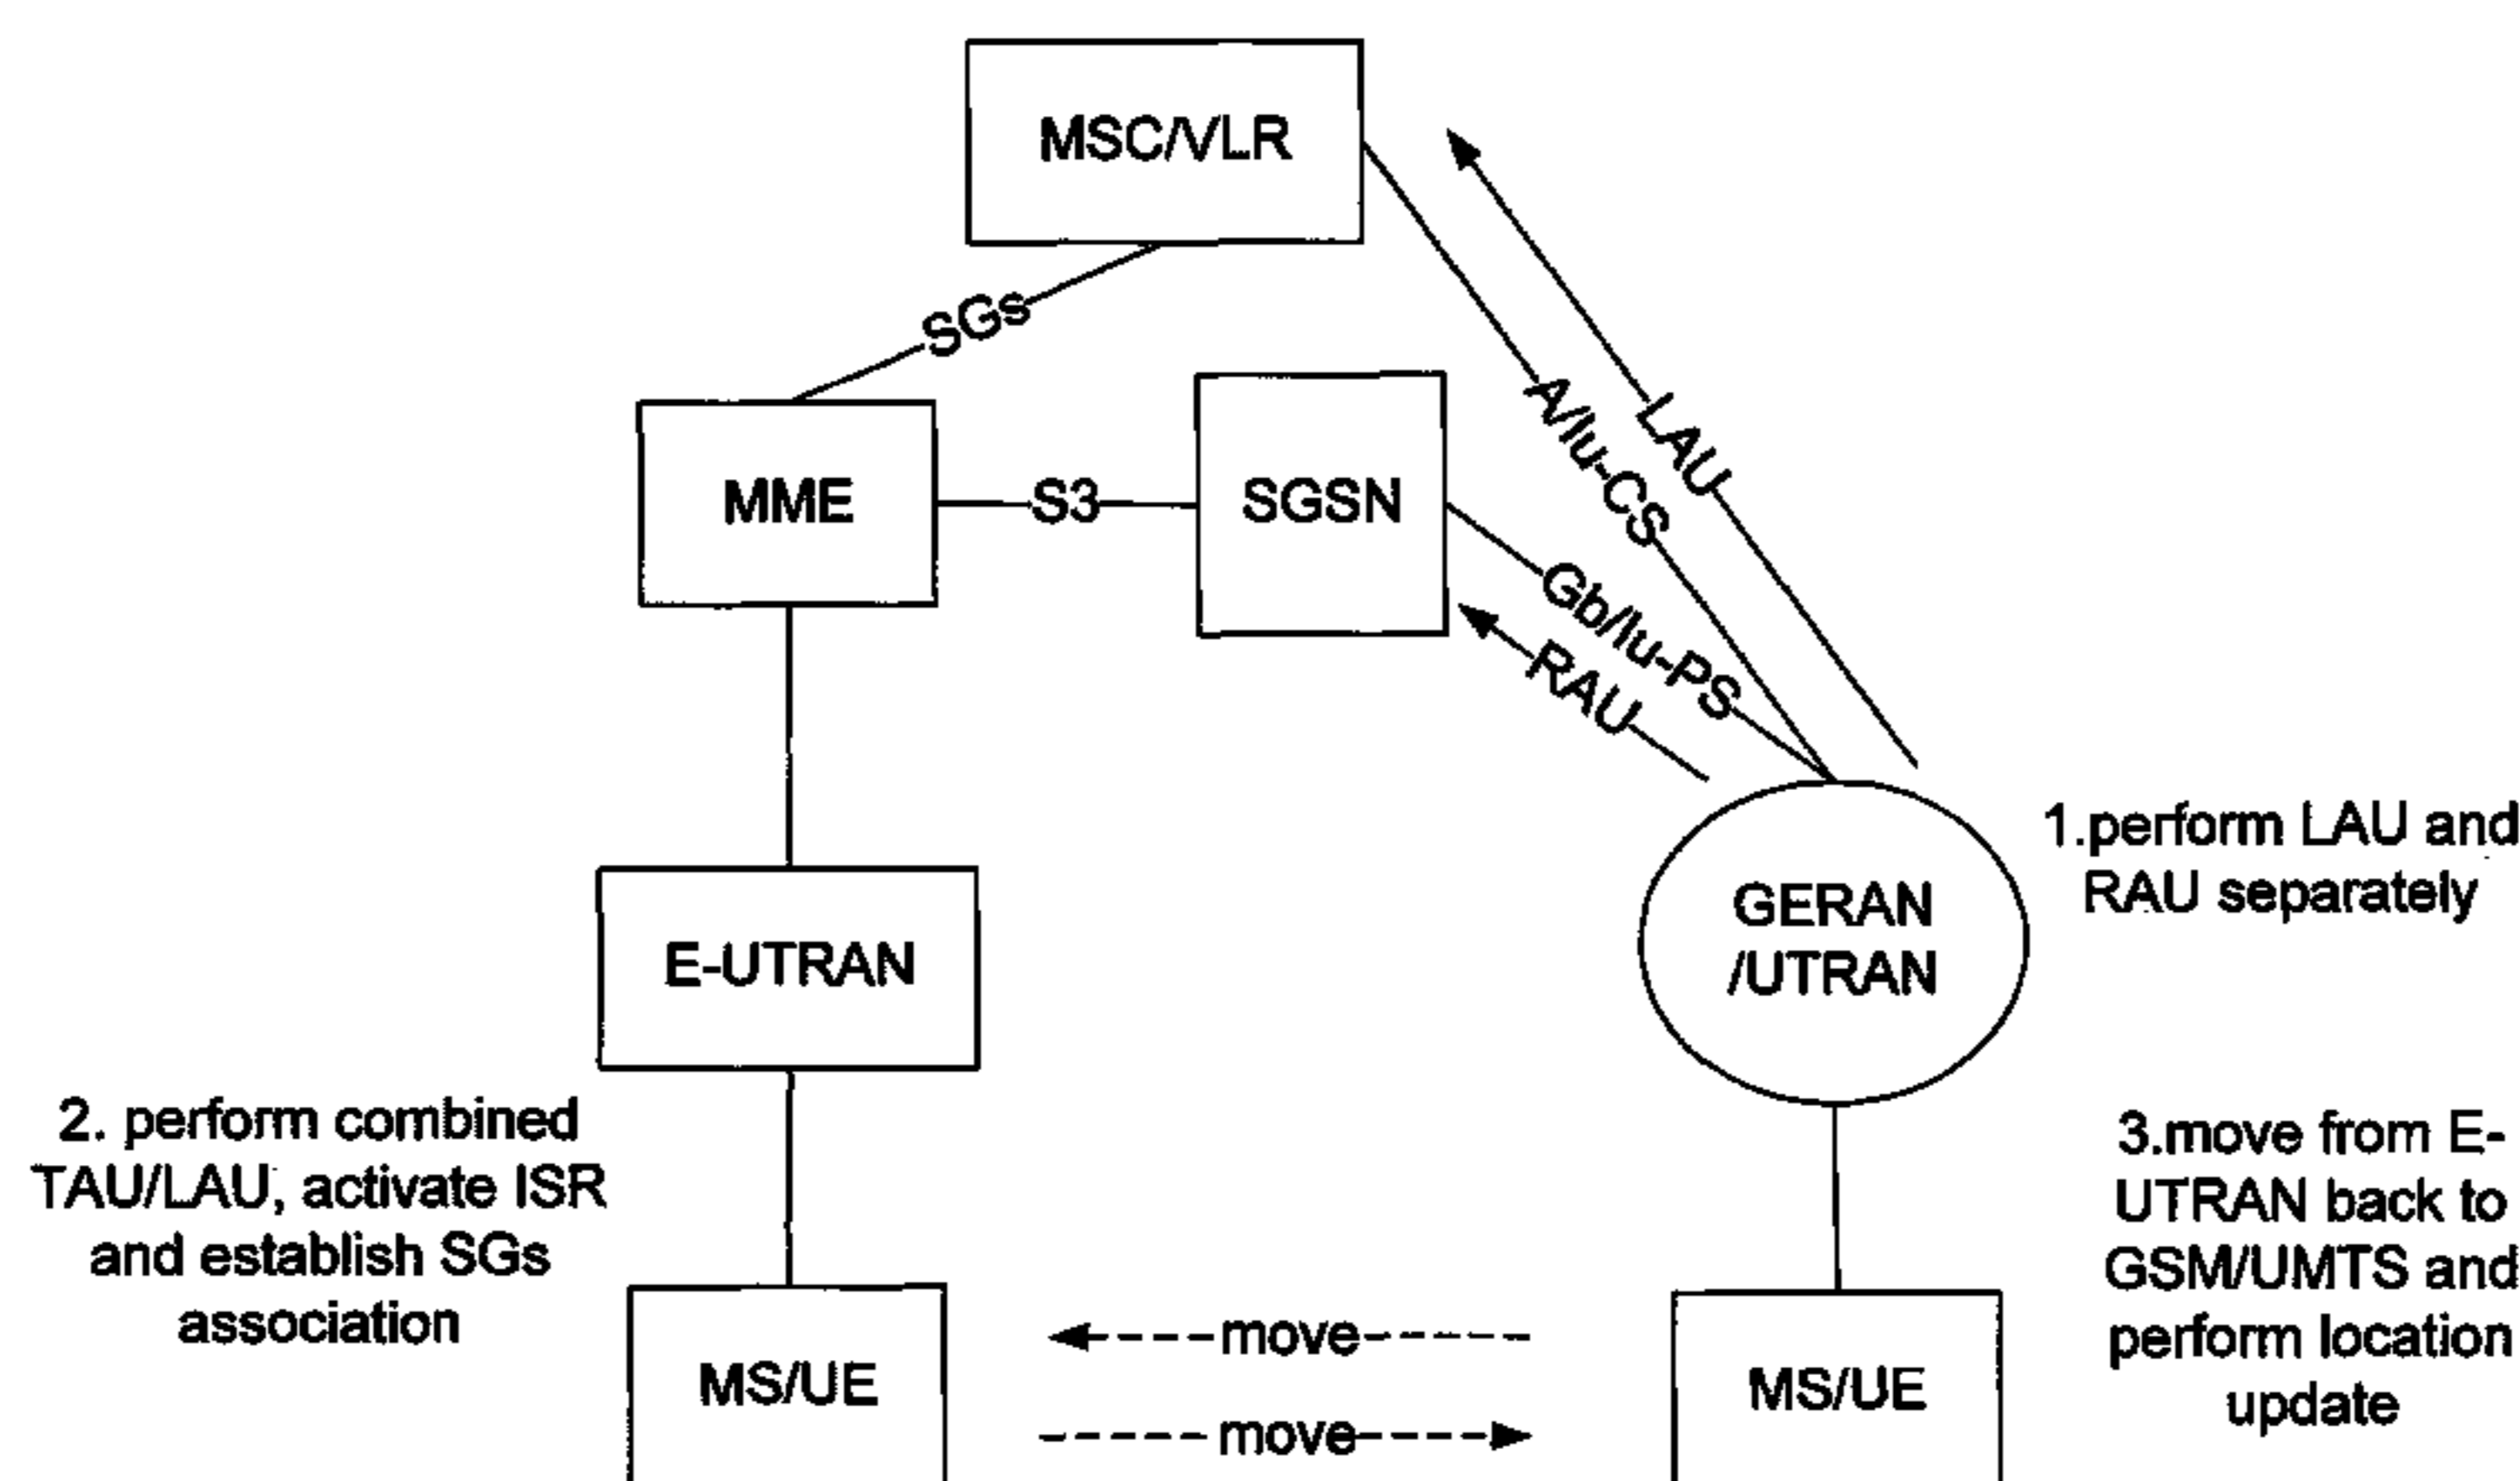 MSC/VLR
SGs
A/Iu-CS
LAU
MME
S3
SGSN
Gb/Iu-PS
RAU
1.perform LAU and
RAU separately
GERAN
/UTRAN
E-UTRAN
2. perform combined
TAU/LAU, activate ISR
and establish SGs
association
3.move from E-
UTRAN back to
GSM/UMTS and
perform location
update
move
MS/UE
MS/UE
move